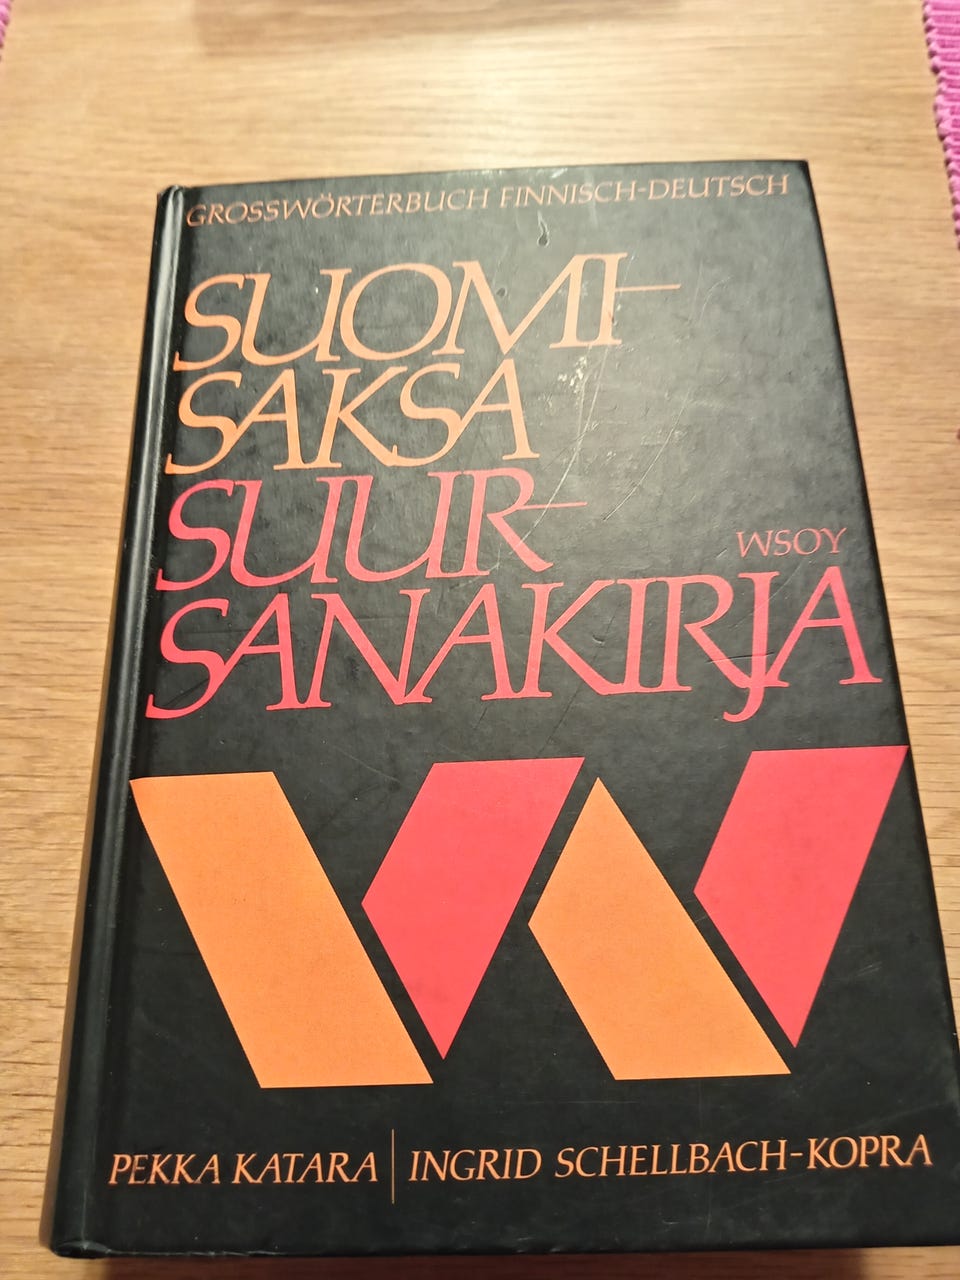 GROSSWÖRTERBUCH FINNISCH-DEUTSCH
SUOMI-
SAKSA
SUUR-
WSOY
SANAKIRJA
PEKKA KATARA | INGRID SCHELLBACH-KOPRA